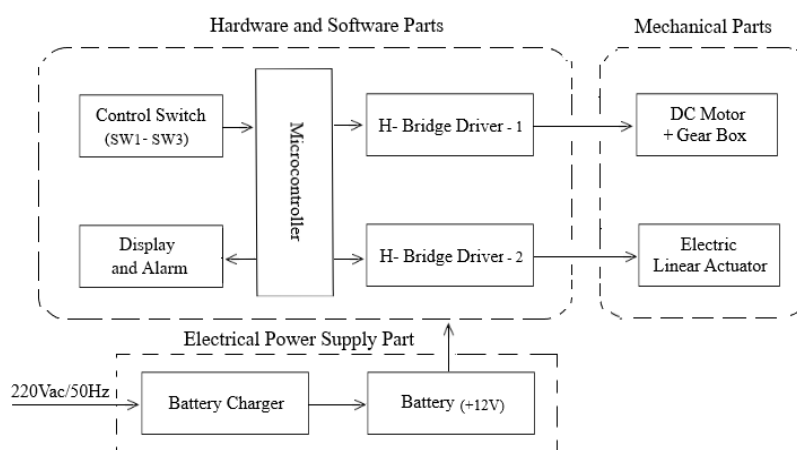 Hardware and Software Parts
Mechanical Parts
Control Switch
(SW1- SW3)
Microcontroller
H- Bridge Driver - 1
DC Motor
+ Gear Box
Display
and Alarm
H- Bridge Driver - 2
Electric
Linear Actuator
Electrical Power Supply Part
220Vac/50Hz
Battery Charger
Battery (+12V)